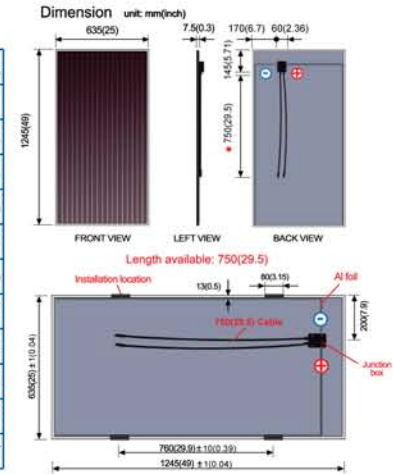 Dimension unit: mm(inch)
635(25)
7.5(0.3)
170(6.7) 60(2.36)
145(5.71)
1245(49)
750(29.5)
FRONT VIEW
LEFT VIEW
BACK VIEW
Length available: 750(29.5)
Installation location
13(0.5)
80(3.15)
Al foil
750(29.5) Cable
200(7.9)
Junction
box
635(25) ±1(0.04)
760(29.9)±10(0.39)
1245(49) ±1(0.04)